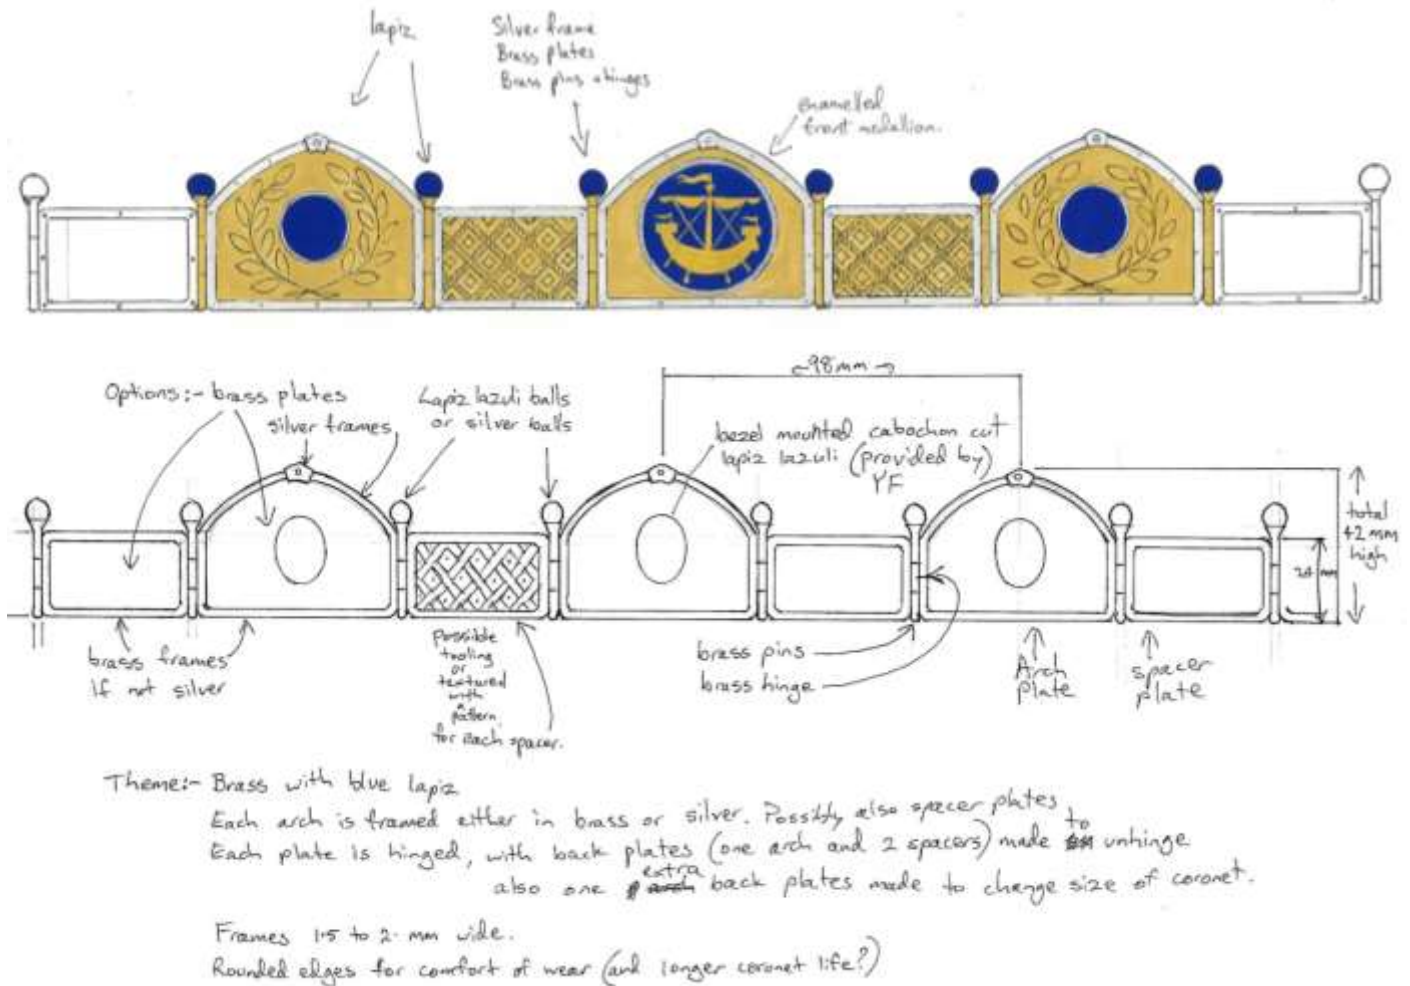 lapiz
Silver frame
Brass plates
Brass pins & hinges
enamelled
front medallion.
~98mm
Options:- brass plates
silver frames
Lapiz lazuli balls
or silver balls
bezel mounted cabochon cut
lapiz lazuli (provided by)
YF
total
42 mm
high
24 mm
brass frames
if not silver
Possible
tooling
or
textured
with
a
pattern
for each spacer.
brass pins
brass hinge
Arch
plate
spacer
plate
Theme:- Brass with blue lapiz
Each arch is framed either in brass or silver. Possibly also spacer plates
Each plate is hinged, with back plates (one arch and 2 spacers) made to unhinge
also one extra back plates made to change size of coronet.
Frames 1.5 to 2. mm wide.
Rounded edges for comfort of wear (and longer coronet life?)